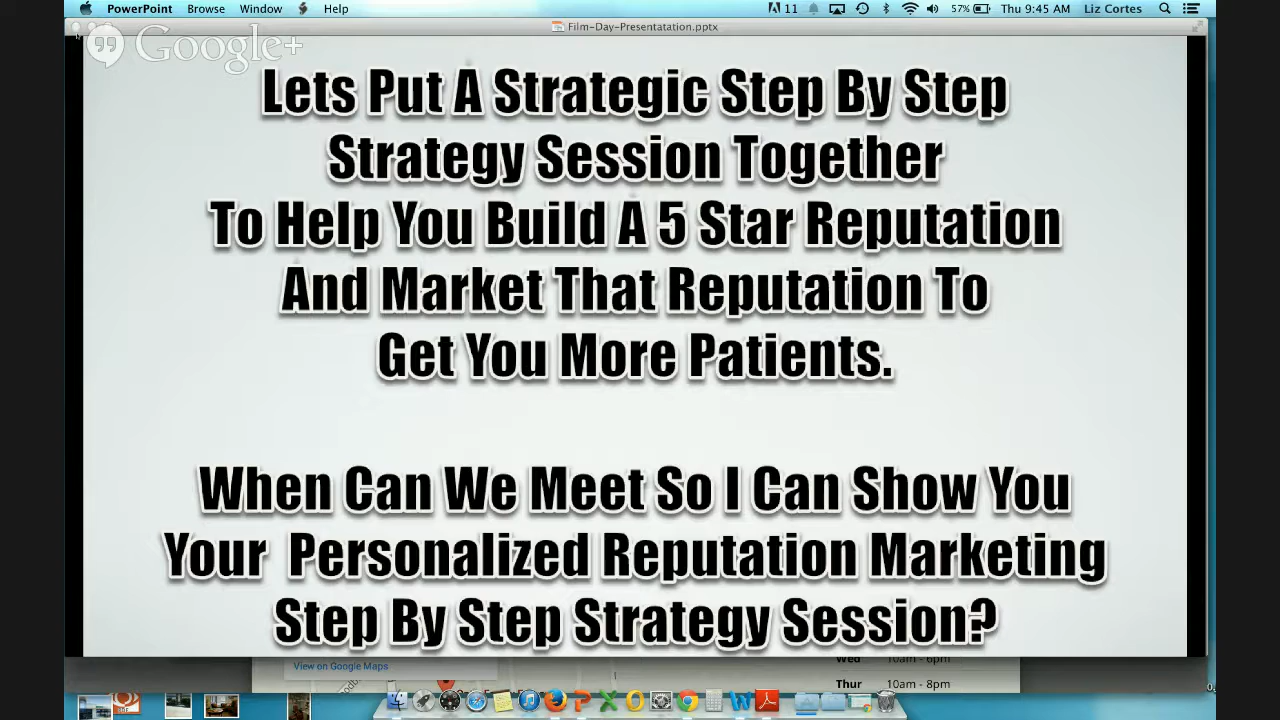 PowerPoint Browse Window Help 11 57% Thu 9:45 AM Liz Cortes
Film-Day-Presentatation.pptx
Google+
Lets Put A Strategic Step By Step
Strategy Session Together
To Help You Build A 5 Star Reputation
And Market That Reputation To
Get You More Patients.
When Can We Meet So I Can Show You
Your Personalized Reputation Marketing
Step By Step Strategy Session?
View on Google Maps
Wed 10am - 6pm
Thur 10am - 8pm